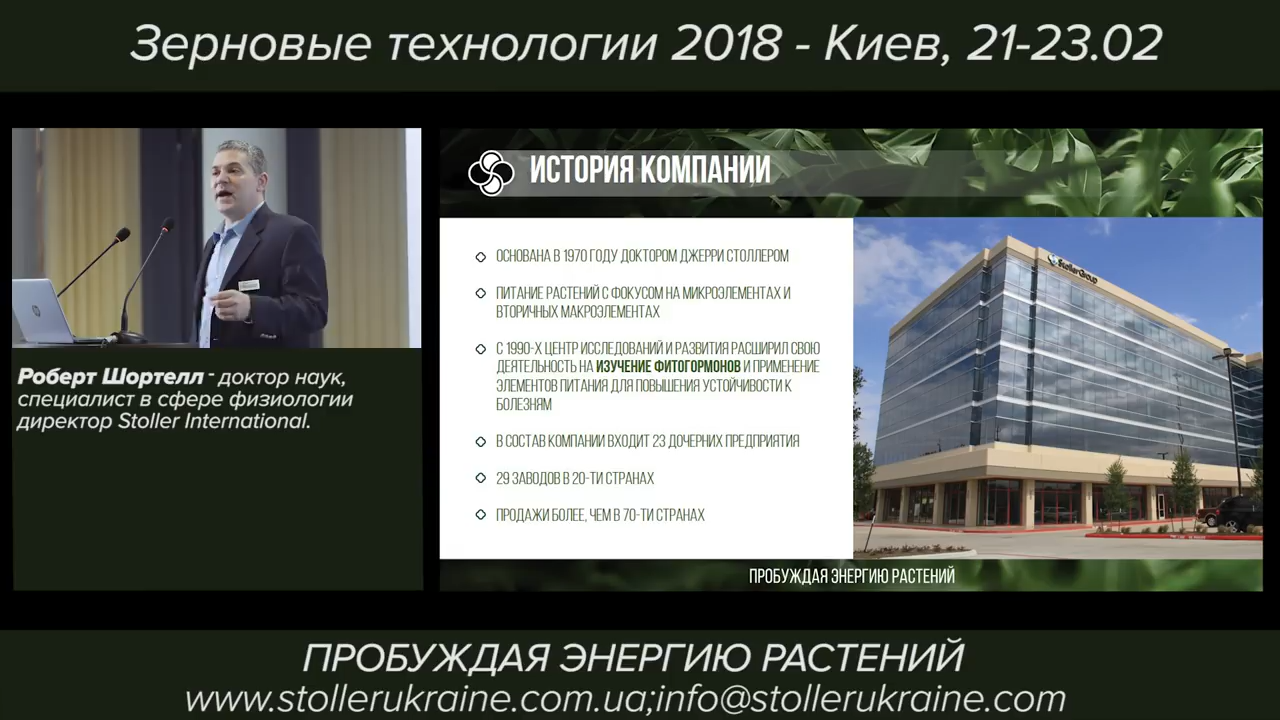 Зерновые технологии 2018 - Киев, 21-23.02
ИСТОРИЯ КОМПАНИИ
ОСНОВАНА В 1970 ГОДУ ДОКТОРОМ ДЖЕРРИ СТОЛЛЕРОМ
ПИТАНИЕ РАСТЕНИЙ С ФОКУСОМ НА МИКРОЭЛЕМЕНТАХ И
ВТОРИЧНЫХ МАКРОЭЛЕМЕНТАХ
С 1990-Х ЦЕНТР ИССЛЕДОВАНИЙ И РАЗВИТИЯ РАСШИРИЛ СВОЮ
ДЕЯТЕЛЬНОСТЬ НА ИЗУЧЕНИЕ ФИТОГОРМОНОВ И ПРИМЕНЕНИЕ
ЭЛЕМЕНТОВ ПИТАНИЯ ДЛЯ ПОВЫШЕНИЯ УСТОЙЧИВОСТИ К
БОЛЕЗНЯМ
В СОСТАВ КОМПАНИИ ВХОДИТ 23 ДОЧЕРНИХ ПРЕДПРИЯТИЯ
29 ЗАВОДОВ В 20-ТИ СТРАНАХ
ПРОДАЖИ БОЛЕЕ, ЧЕМ В 70-ТИ СТРАНАХ
StollerGroup
ПРОБУЖДАЯ ЭНЕРГИЮ РАСТЕНИЙ
Роберт Шортелл - доктор наук,
специалист в сфере физиологии
директор Stoller International.
ПРОБУЖДАЯ ЭНЕРГИЮ РАСТЕНИЙ
www.stollerukraine.com.ua;info@stollerukraine.com